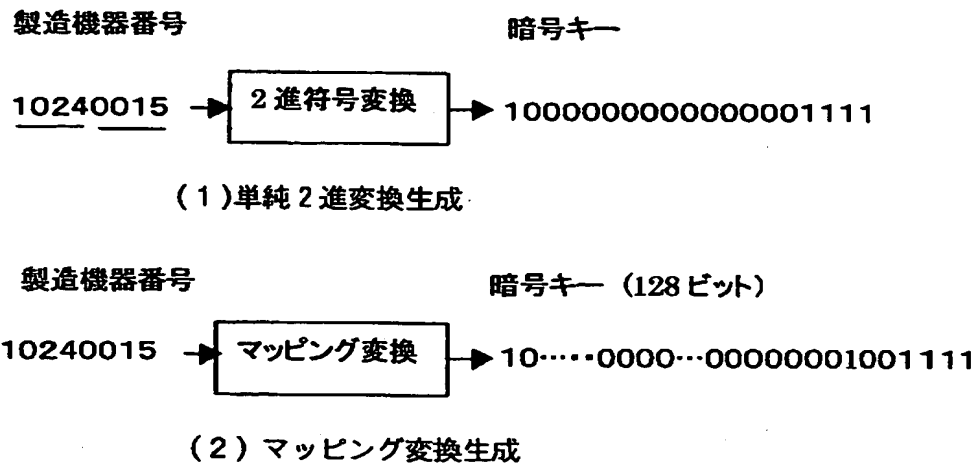 製造機器番号 暗号キー
10240015 2進符号変換 100000000000000001111
(1)単純2進変換生成
製造機器番号 暗号キー (128ビット)
10240015 マッピング変換 10·····0000···00000001001111
(2) マッピング変換生成